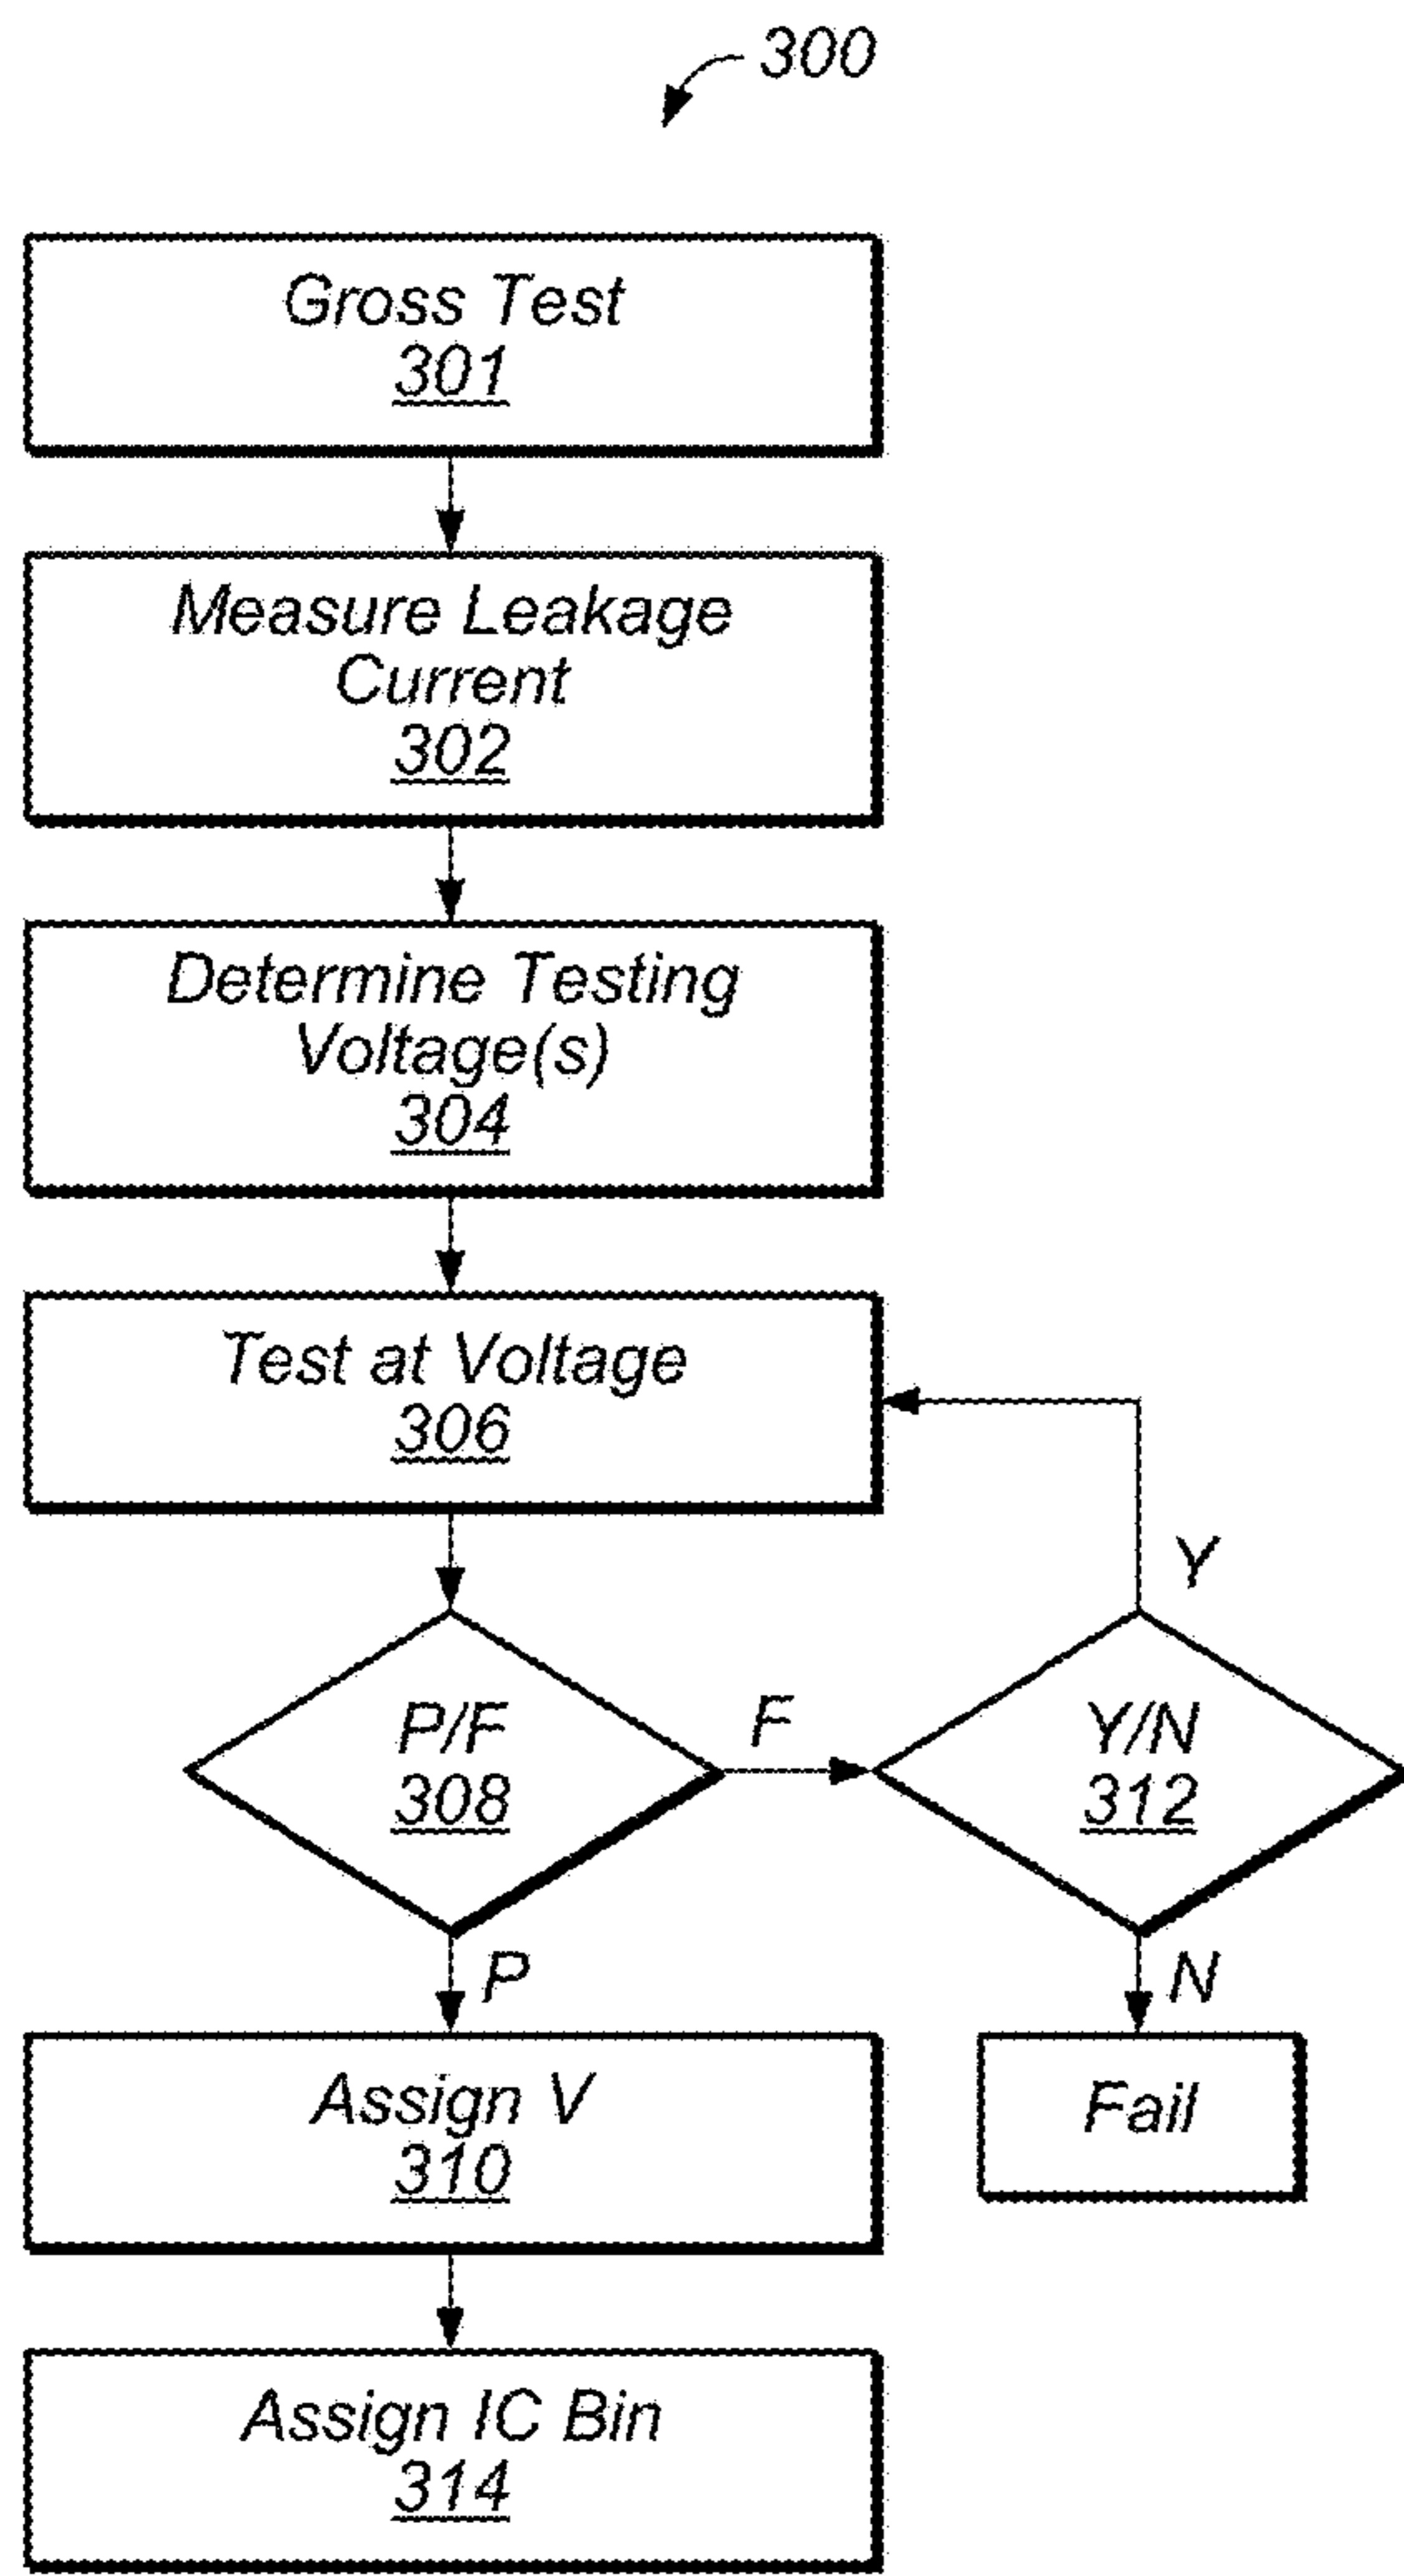 300
Gross Test
301
Measure Leakage
Current
302
Determine Testing
Voltage(s)
304
Test at Voltage
306
Y
P/F
308
F
Y/N
312
P
N
Assign V
310
Fail
Assign IC Bin
314